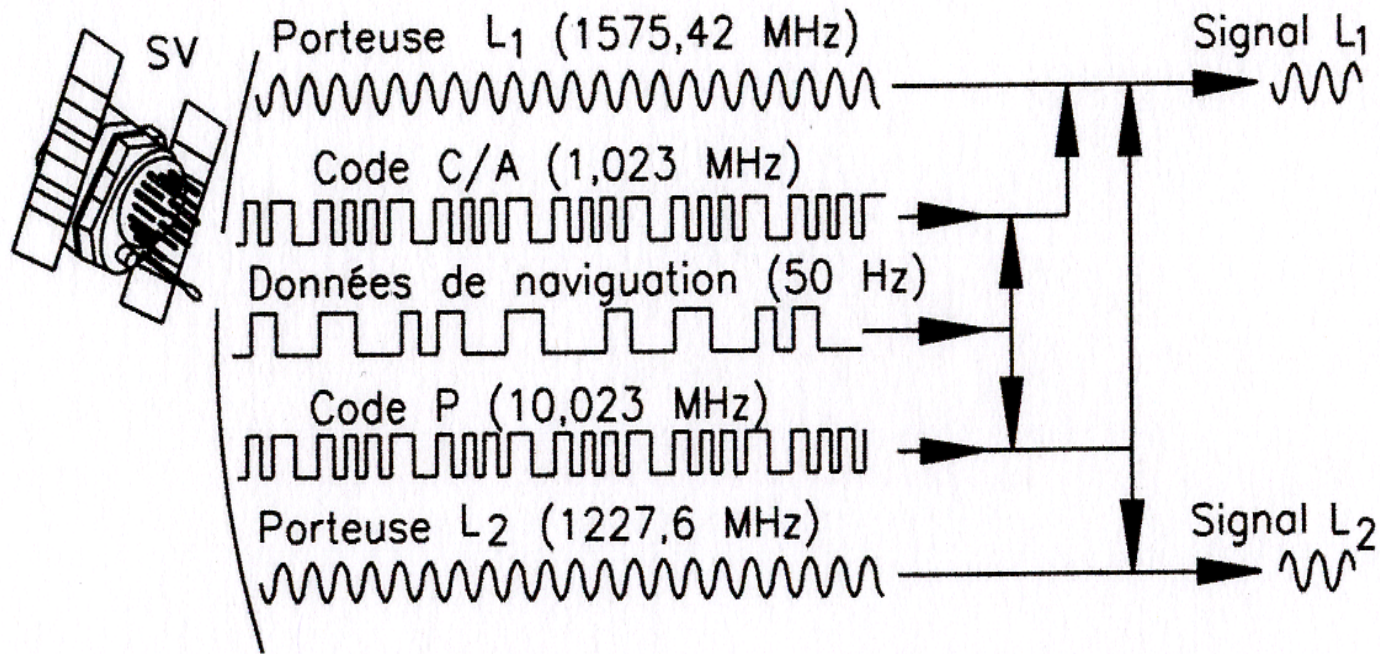 Porteuse L1 (1575,42 MHz)
Signal L1
SV
Code C/A (1,023 MHz)
Données de naviguation (50 Hz)
Code P (10,023 MHz)
Porteuse L2 (1227,6 MHz)
Signal L2